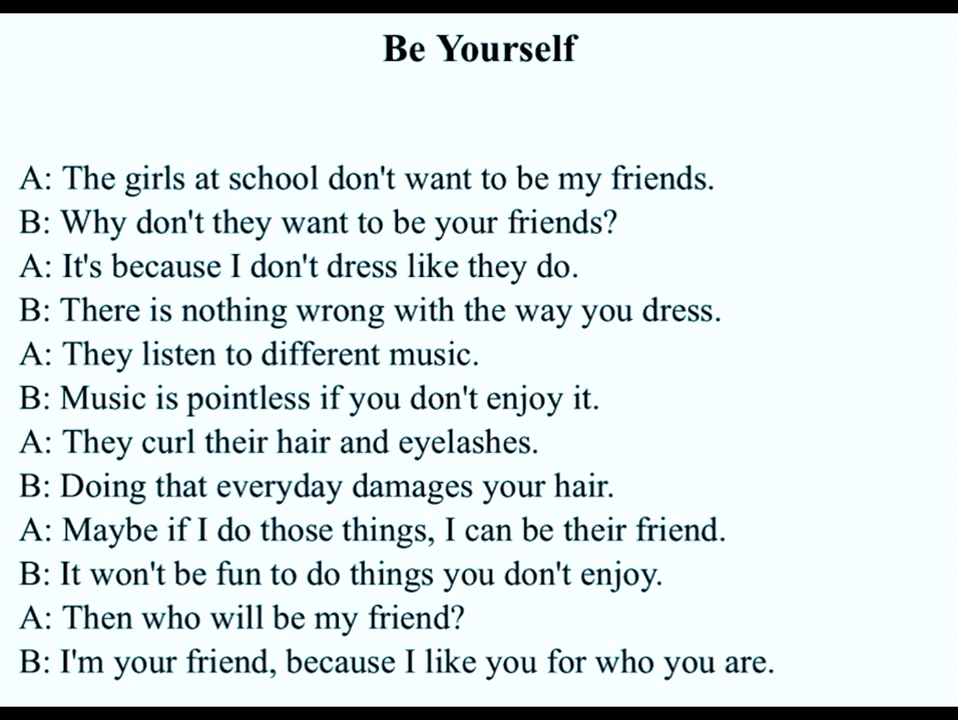 Be Yourself
A: The girls at school don't want to be my friends.
B: Why don't they want to be your friends?
A: It's because I don't dress like they do.
B: There is nothing wrong with the way you dress.
A: They listen to different music.
B: Music is pointless if you don't enjoy it.
A: They curl their hair and eyelashes.
B: Doing that everyday damages your hair.
A: Maybe if I do those things, I can be their friend.
B: It won't be fun to do things you don't enjoy.
A: Then who will be my friend?
B: I'm your friend, because I like you for who you are.